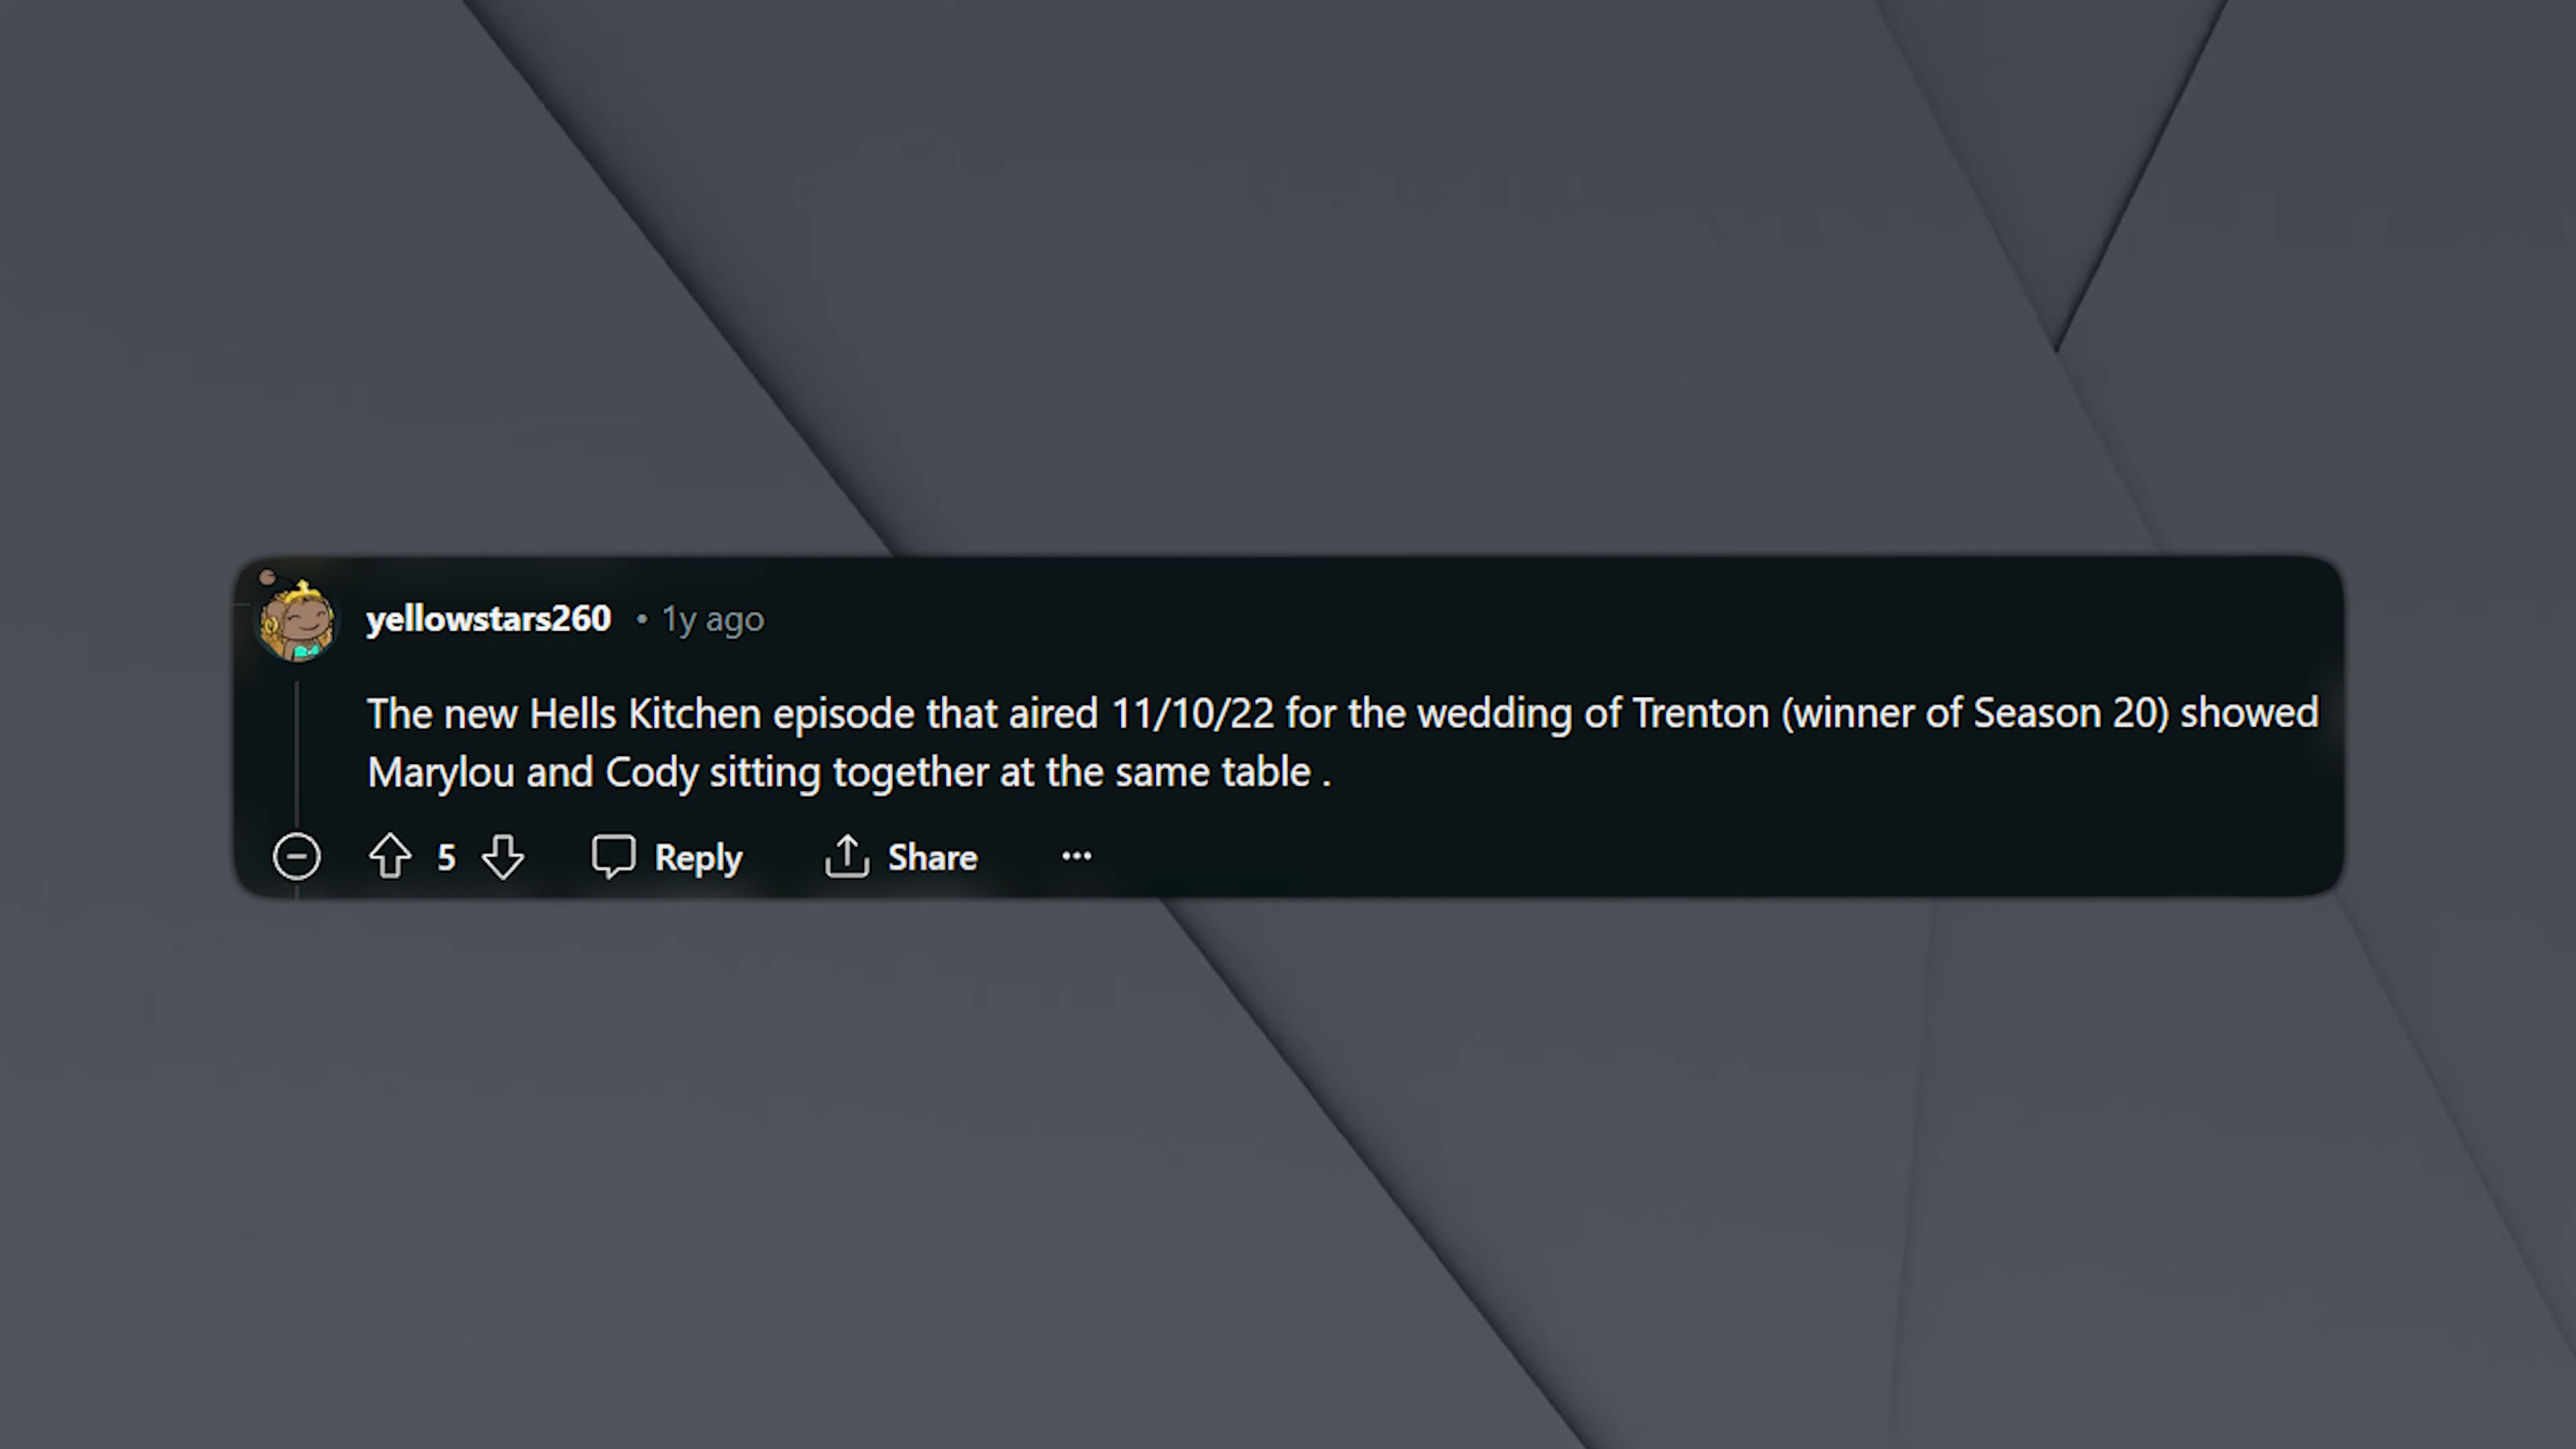 yellowstars260 • 1y ago
The new Hells Kitchen episode that aired 11/10/22 for the wedding of Trenton (winner of Season 20) showed
Marylou and Cody sitting together at the same table .
5 Reply Share ...